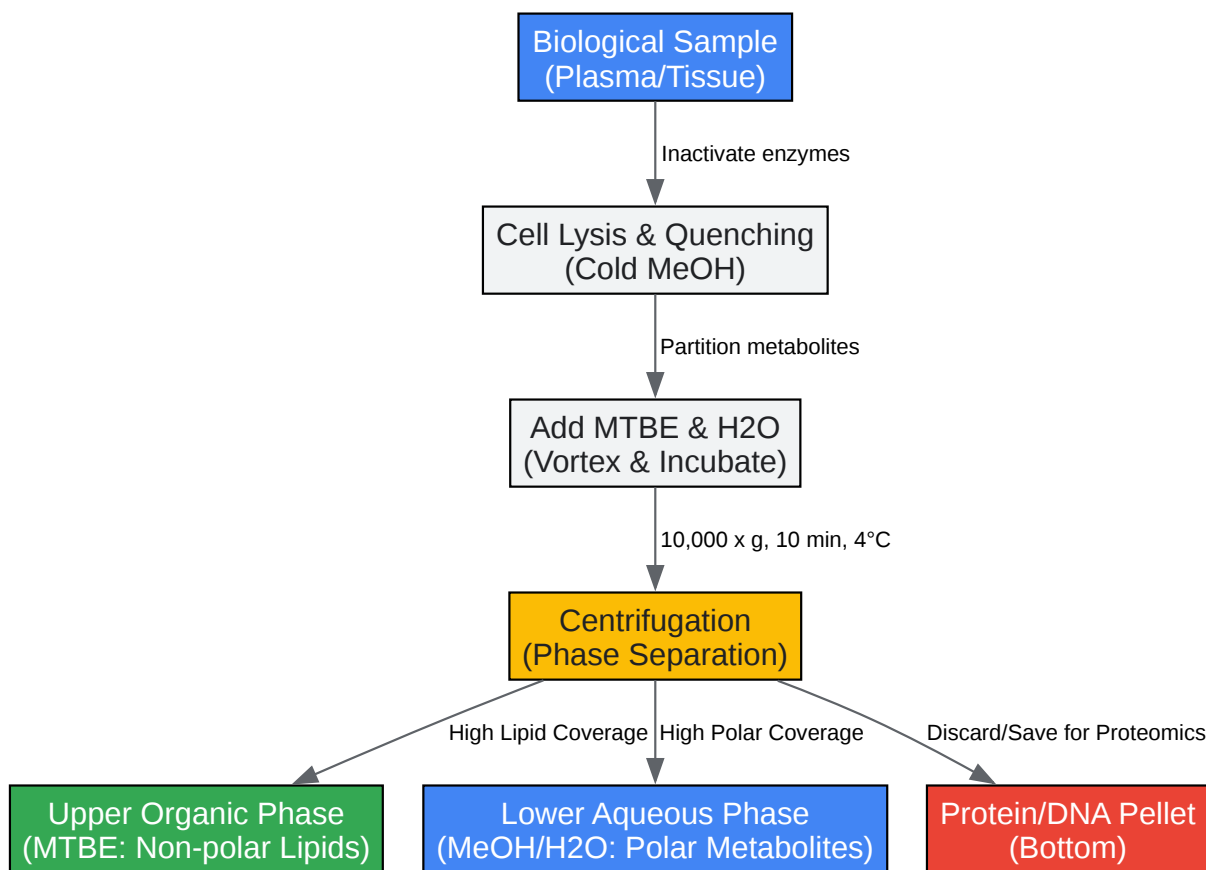 Biological Sample
(Plasma/Tissue)
Inactivate enzymes
Cell Lysis & Quenching
(Cold MeOH)
Partition metabolites
Add MTBE & H2O
(Vortex & Incubate)
10,000 x g, 10 min, 4°C
Centrifugation
(Phase Separation)
High Lipid Coverage
High Polar Coverage
Discard/Save for Proteomics
Upper Organic Phase
(MTBE: Non-polar Lipids)
Lower Aqueous Phase
(MeOH/H2O: Polar Metabolites)
Protein/DNA Pellet
(Bottom)